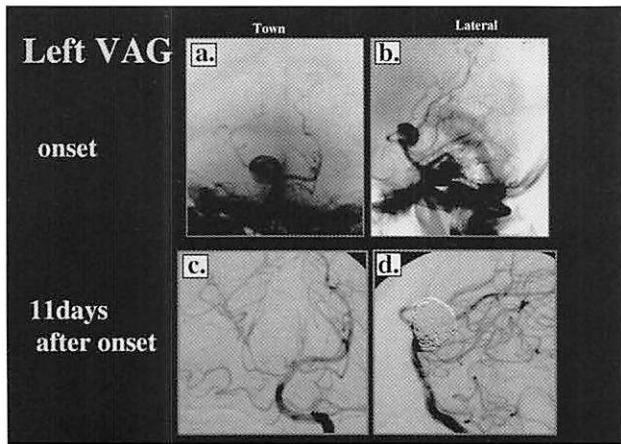 Town
Lateral
Left VAG
a.
b.
onset
c.
d.
11days
after onset